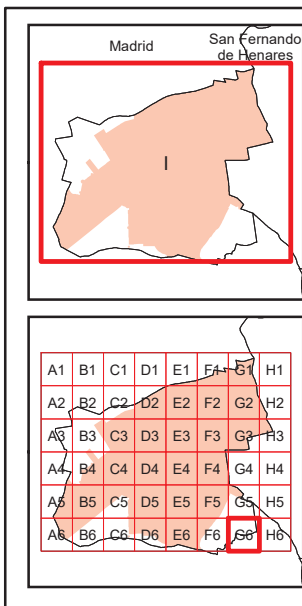 Madrid
San Fernando
de Henares
I
A1 B1 C1 D1 E1 F1 G1 H1
A2 B2 C2 D2 E2 F2 G2 H2
A3 B3 C3 D3 E3 F3 G3 H3
A4 B4 C4 D4 E4 F4 G4 H4
A5 B5 C5 D5 E5 F5 G5 H5
A6 B6 C6 D6 E6 F6 G6 H6